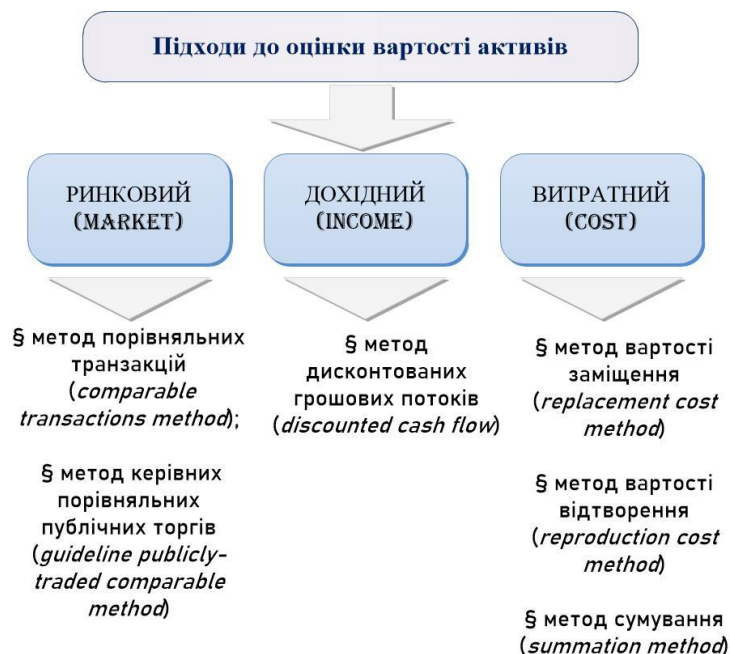 Підходи до оцінки вартості активів
РИНКОВИЙ
(MARKET)
§ метод порівняльних
транзакцій
(comparable
transactions method);
§ метод керівних
порівняльних
публічних торгів
(guideline publicly-
traded comparable
method)
ДОХІДНИЙ
(INCOME)
§ метод
дисконтованих
грошових потоків
(discounted cash flow)
ВИТРАТНИЙ
(COST)
§ метод вартості
заміщення
(replacement cost
method)
§ метод вартості
відтворення
(reproduction cost
method)
§ метод сумування
(summation method)